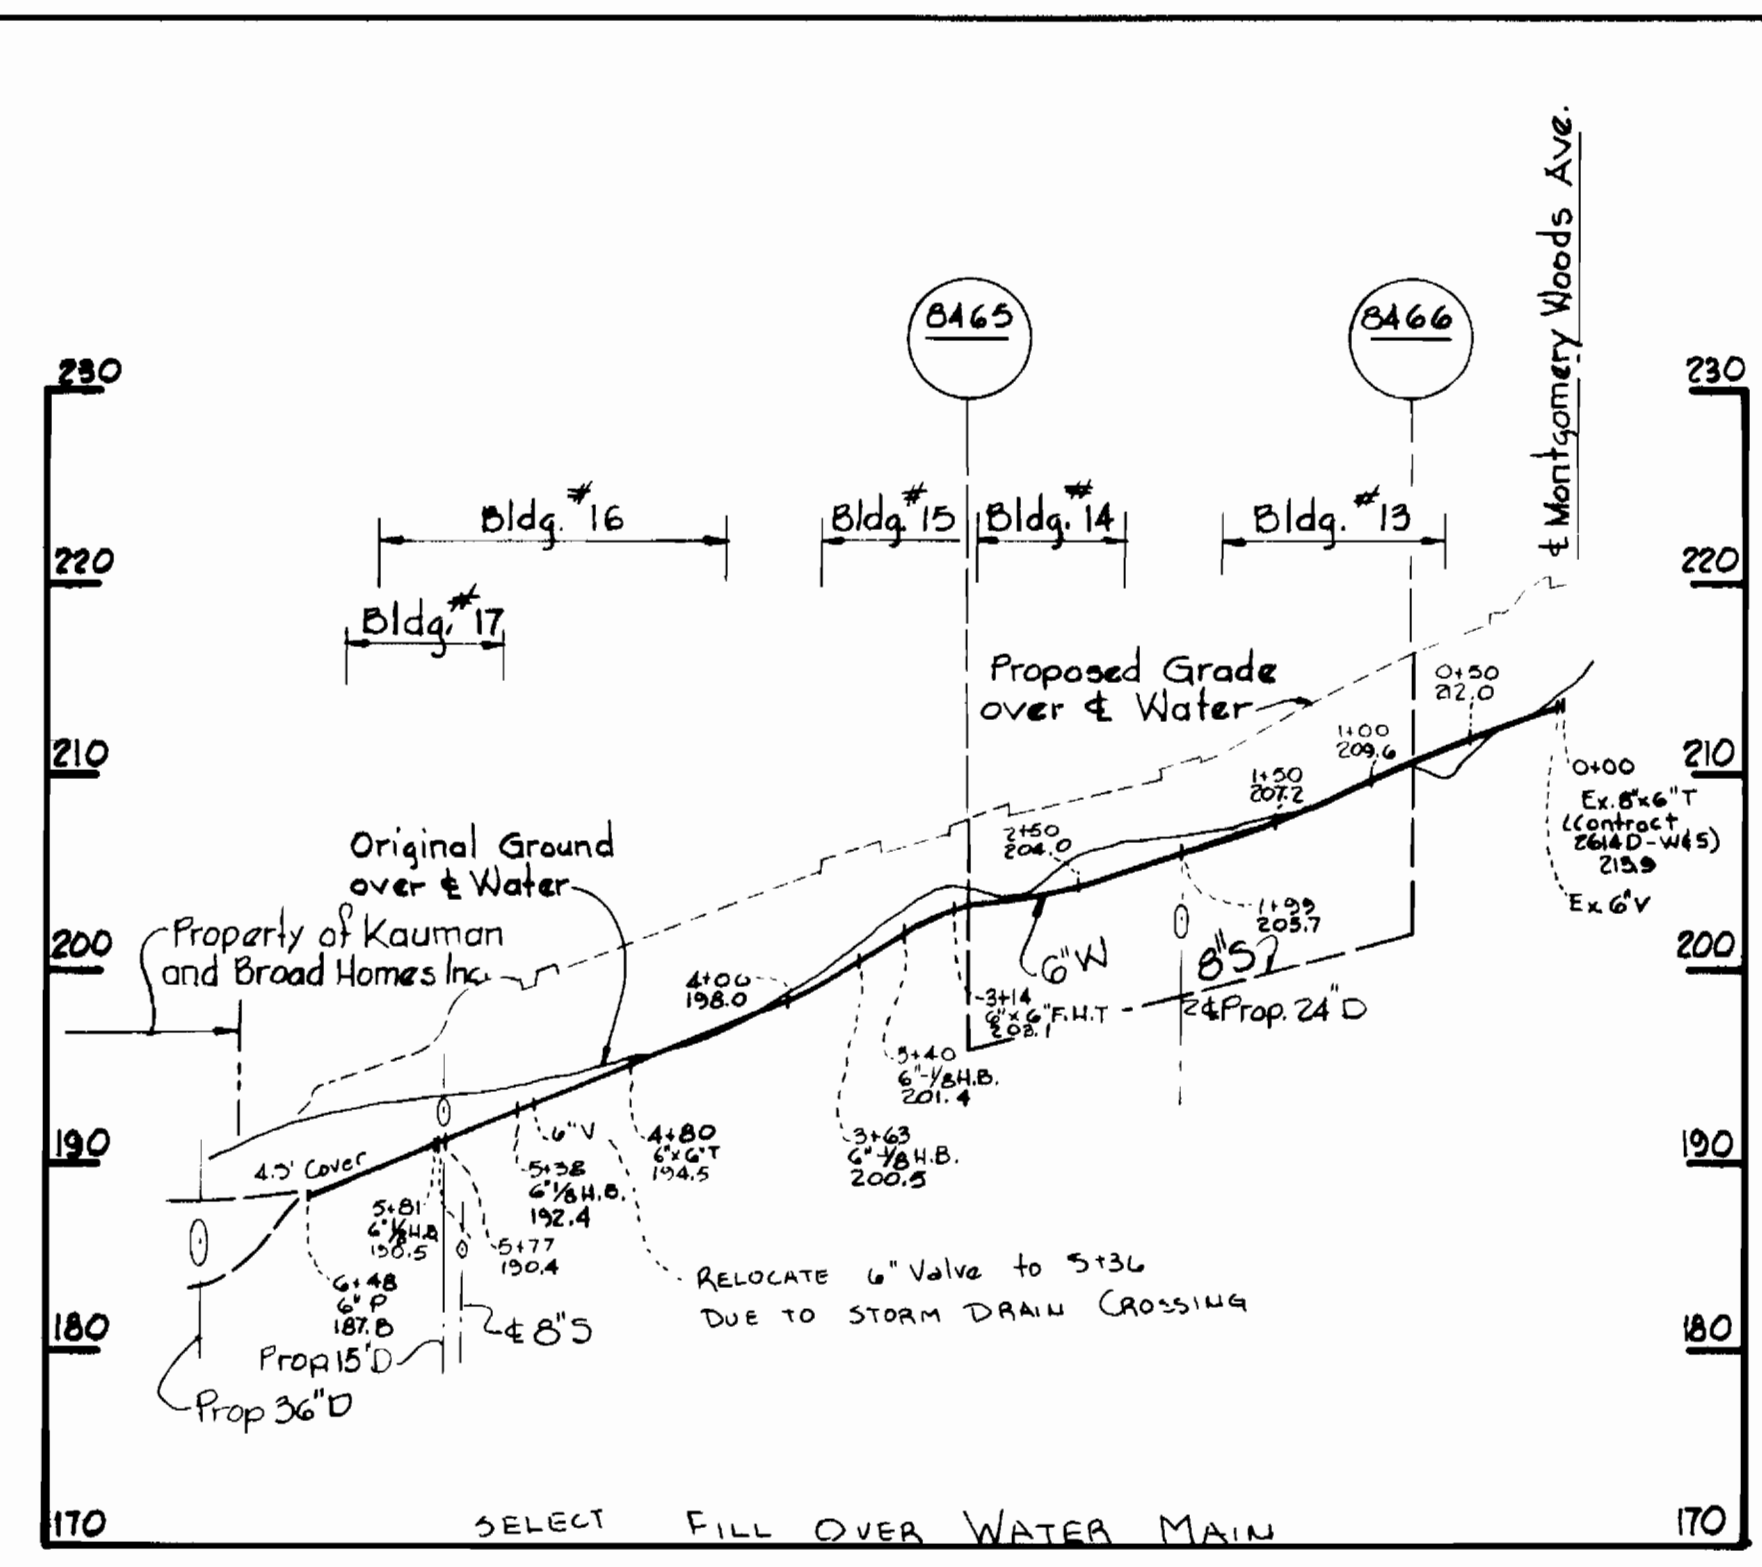 ₵ Montgomery Woods Ave.
8465
8466
230
230
Bldg. #16
Bldg. #15
Bldg. #14
Bldg. #13
220
220
Bldg. #17
Proposed Grade
over ₵ Water
0+50
212.0
1+00
209.6
210
210
1+50
207.2
0+00
Ex. 8"x6" T
(Contract
2614D-W&S)
213.9
Ex 6"V
Original Ground
over ₵ Water
2+50
204.0
1+99
205.7
Property of Kauman
and Broad Homes Inc.
200
200
6"W
8"S
4+00
198.0
3+14
6"x6" F.H.T
203.1
₵ Prop. 24"D
3+40
6"-1/8 H.B.
201.4
3+63
6"-1/8 H.B.
200.5
4+80
6"x6"T
194.5
190
190
6"V
4.5' Cover
5+38
6" 1/8 H.B.
192.4
5+81
6" 1/8 H.B.
190.5
5+77
190.4
6+48
6" P
187.8
RELOCATE 6" Valve to 5+36
DUE TO STORM DRAIN CROSSING
180
180
₵ 8"S
Prop 15"D
Prop 36"D
170
170
SELECT FILL OVER WATER MAIN